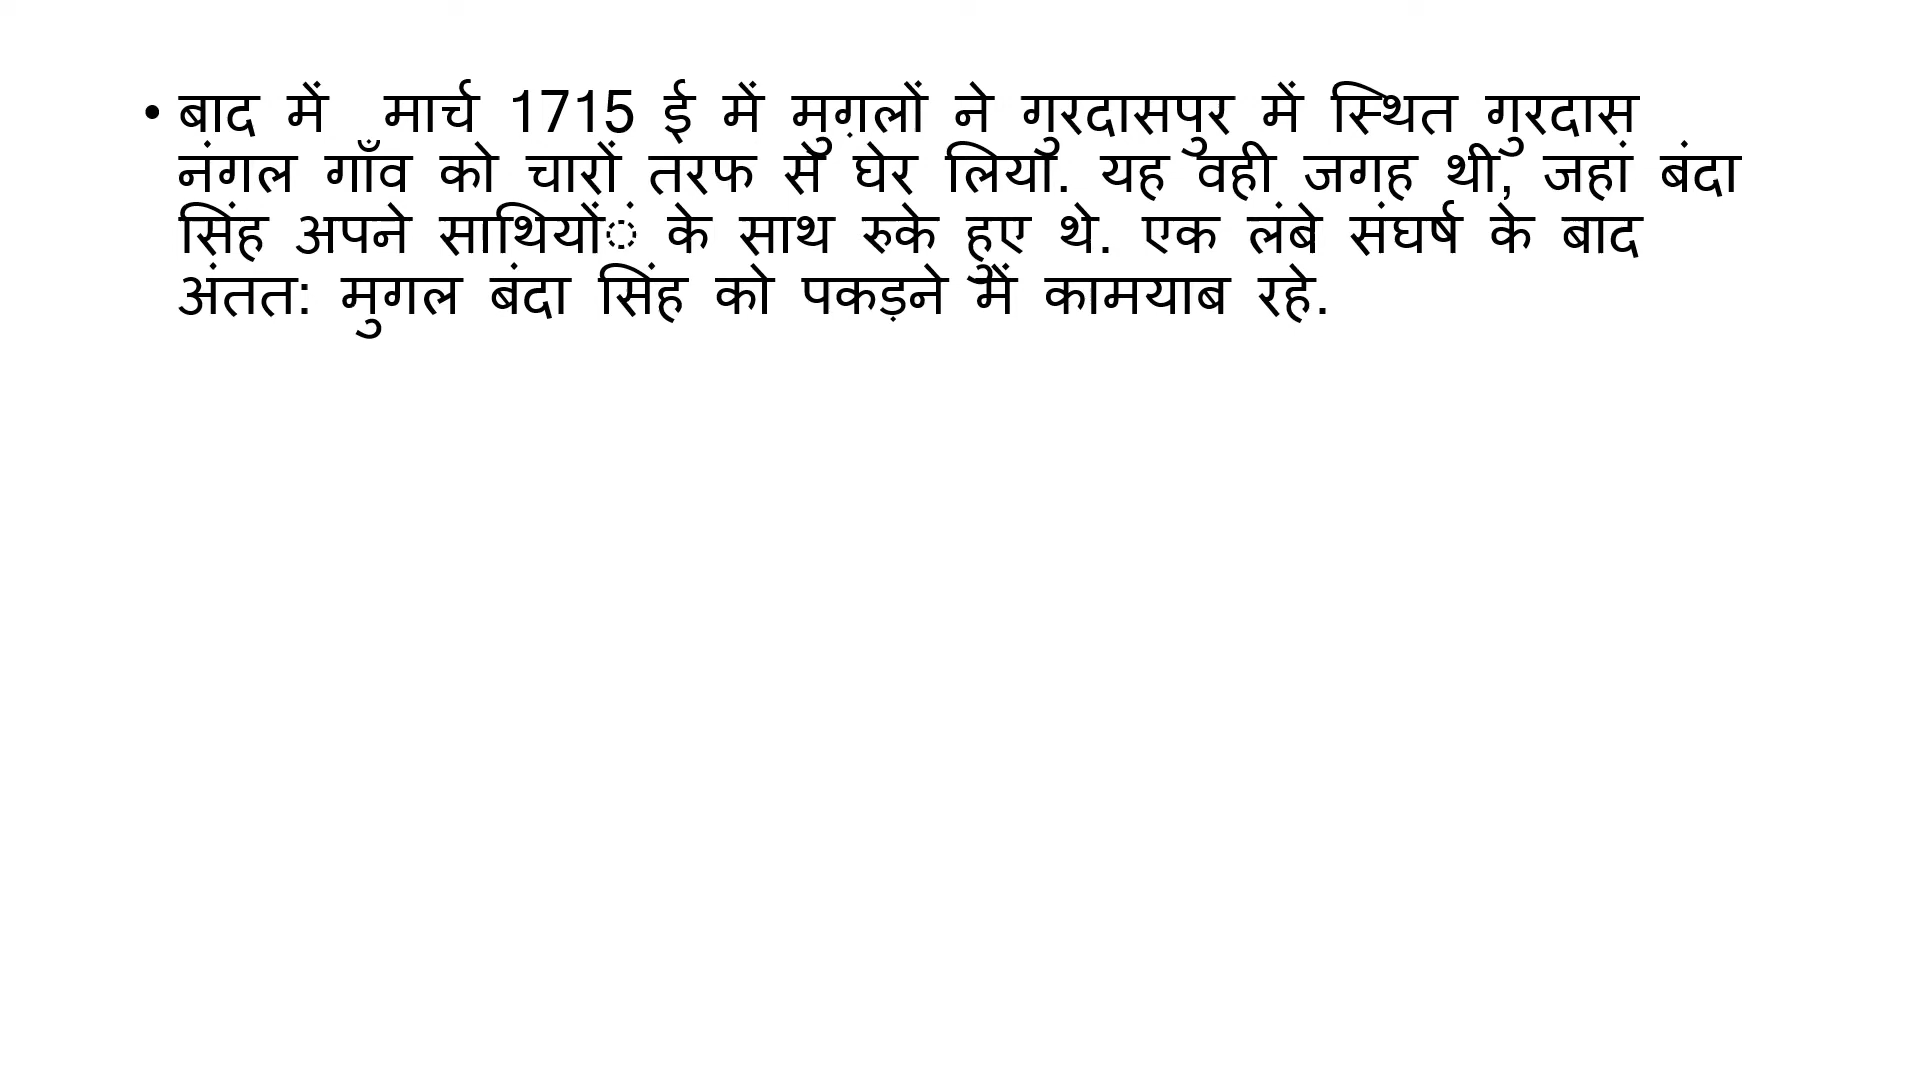 • बाद में  मार्च 1715 ई में मुग़लों ने गुरदासपुर में स्थित गुरदास
नंगल गाँव को चारों तरफ से घेर लिया. यह वही जगह थी, जहां बंदा
सिंह अपने साथियोंं के साथ रुके हुए थे. एक लंबे संघर्ष के बाद
अंतत: मुगल बंदा सिंह को पकड़ने में कामयाब रहे.